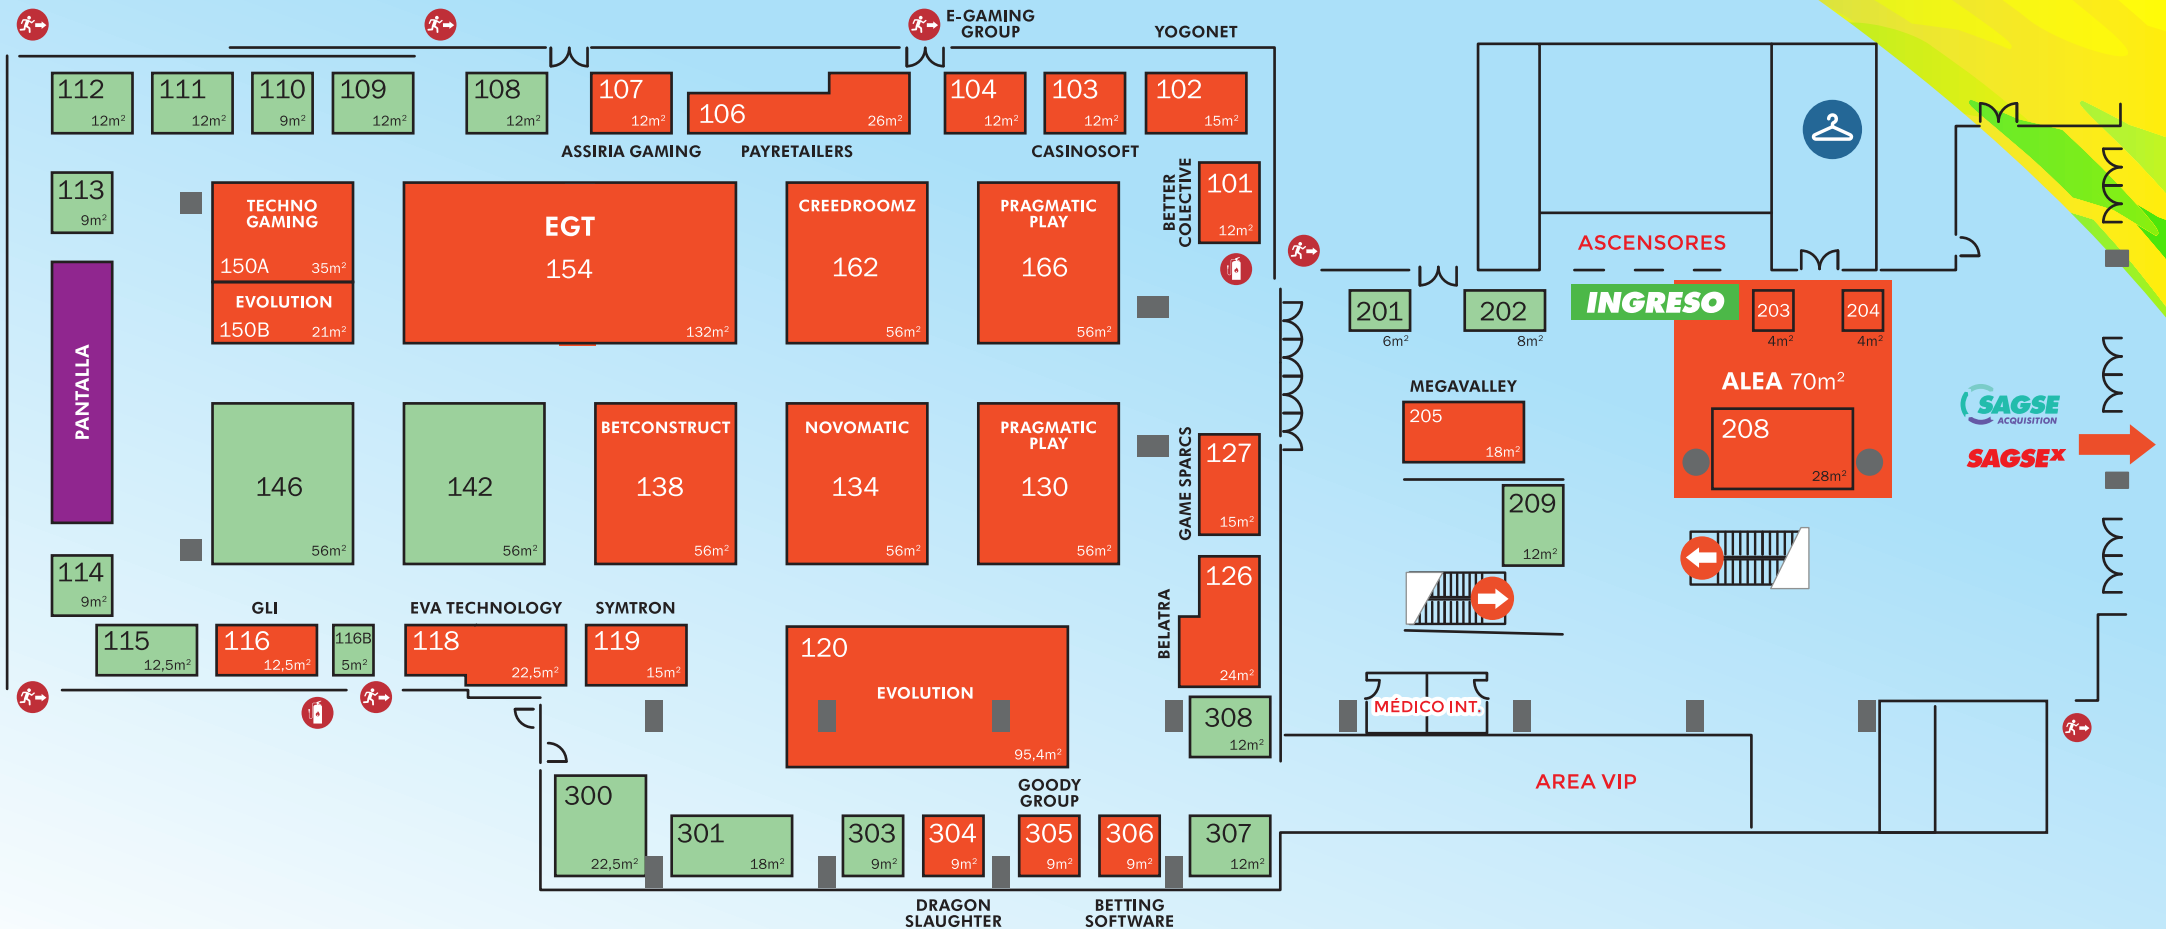 E-GAMING
GROUP
YOGONET
112
12m²
111
12m²
110
9m²
109
12m²
108
12m²
107
12m²
106
26m²
104
12m²
103
12m²
102
15m²
ASSIRIA GAMING
PAYRETAILERS
CASINOSOFT
113
9m²
TECHNO
GAMING
150A 35m²
EVOLUTION
150B 21m²
EGT
154
132m²
CREEDROOMZ
162
56m²
PRAGMATIC
PLAY
166
56m²
BETTER
COLECTIVE
101
12m²
ASCENSORES
INGRESO
201
6m²
202
8m²
203
4m²
204
4m²
ALEA 70m²
208
28m²
MEGAVALLEY
205
18m²
209
12m²
SAGSE
ACQUISITION
SAGSEX
PANTALLA
146
56m²
142
56m²
BETCONSTRUCT
138
56m²
NOVOMATIC
134
56m²
PRAGMATIC
PLAY
130
56m²
GAME SPARCS
127
15m²
BELATRA
126
24m²
114
9m²
115
12,5m²
GLI
116
12,5m²
116B
5m²
EVA TECHNOLOGY
118
22,5m²
SYMTRON
119
15m²
120
EVOLUTION
95,4m²
308
12m²
MÉDICO INT.
AREA VIP
300
22,5m²
301
18m²
303
9m²
304
9m²
GOODY
GROUP
305
9m²
306
9m²
307
12m²
DRAGON
SLAUGHTER
BETTING
SOFTWARE